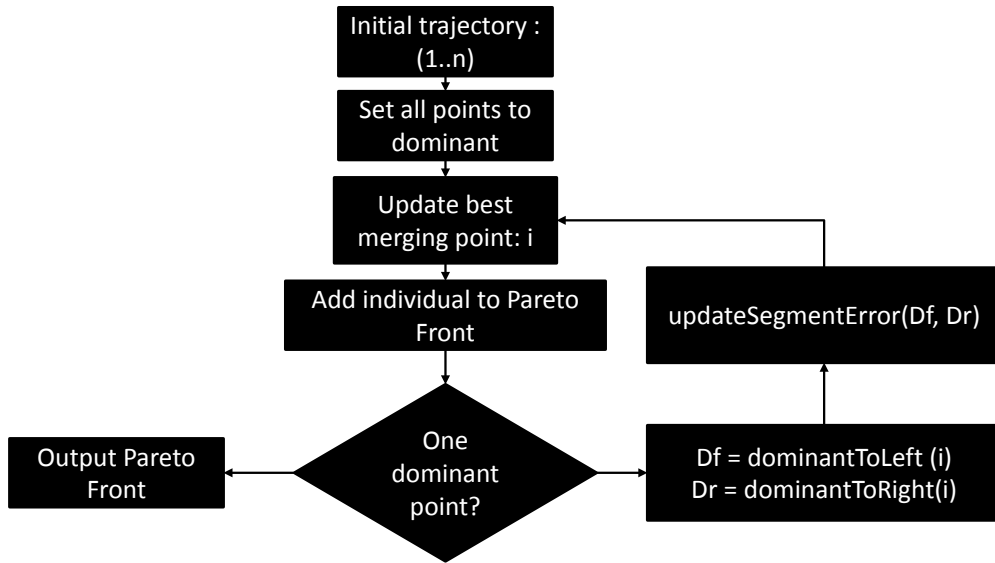 Initial trajectory :
(1..n)
Set all points to
dominant
Update best
merging point: i
Add individual to Pareto
Front
updateSegmentError(Df, Dr)
One
dominant
point?
Output Pareto
Front
Df = dominantToLeft (i)
Dr = dominantToRight(i)